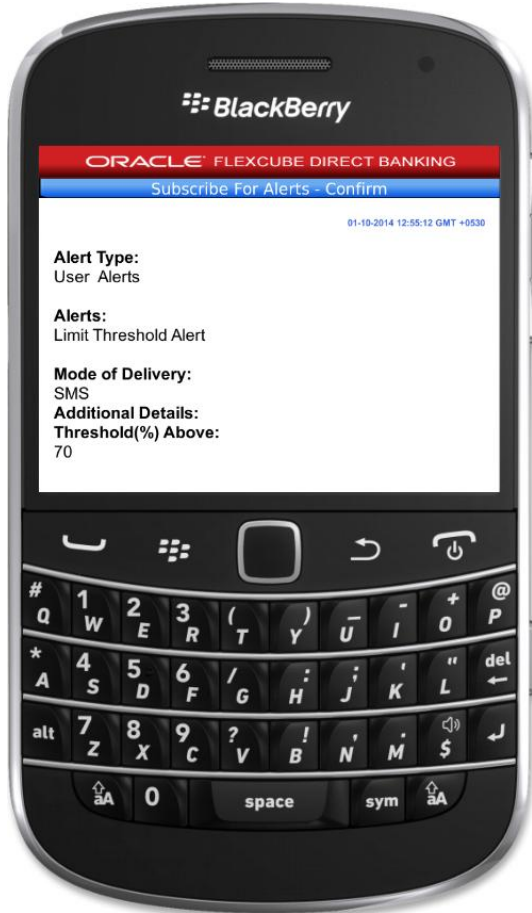 BlackBerry
ORACLE® FLEXCUBE DIRECT BANKING
Subscribe For Alerts - Confirm
01-10-2014 12:55:12 GMT +0530
Alert Type:
User Alerts
Alerts:
Limit Threshold Alert
Mode of Delivery:
SMS
Additional Details:
Threshold(%) Above:
70
# Q 1 W 2 E 3 R ( T ) Y _ U - I + O @ P
* A 4 S 5 D 6 F / G : H ; J ' K " L del
alt 7 Z 8 X 9 C ? V ! B , N . M $
aA 0 space sym aA